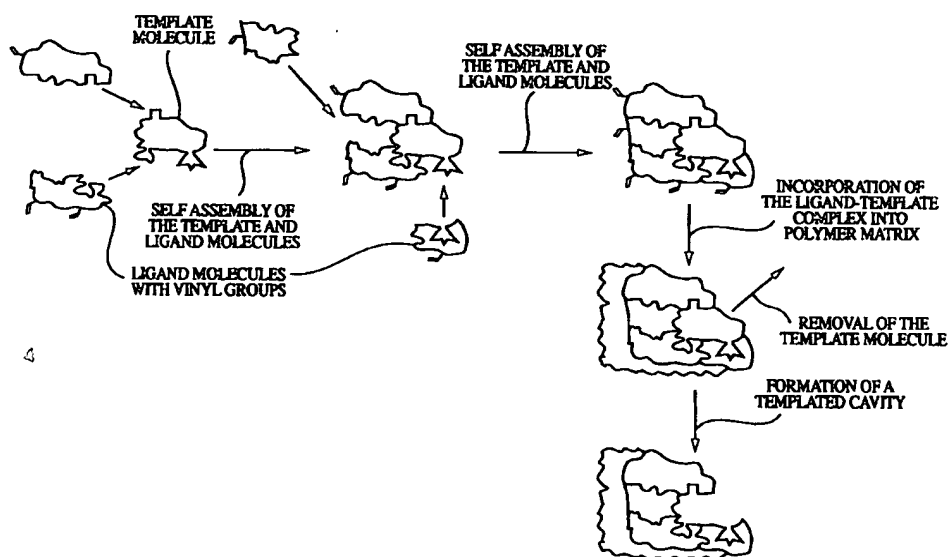 TEMPLATE
MOLECULE
SELF ASSEMBLY OF
THE TEMPLATE AND
LIGAND MOLECULES
SELF ASSEMBLY OF
THE TEMPLATE AND
LIGAND MOLECULES
LIGAND MOLECULES
WITH VINYL GROUPS
INCORPORATION OF
THE LIGAND-TEMPLATE
COMPLEX INTO
POLYMER MATRIX
REMOVAL OF THE
TEMPLATE MOLECULE
FORMATION OF A
TEMPLATED CAVITY